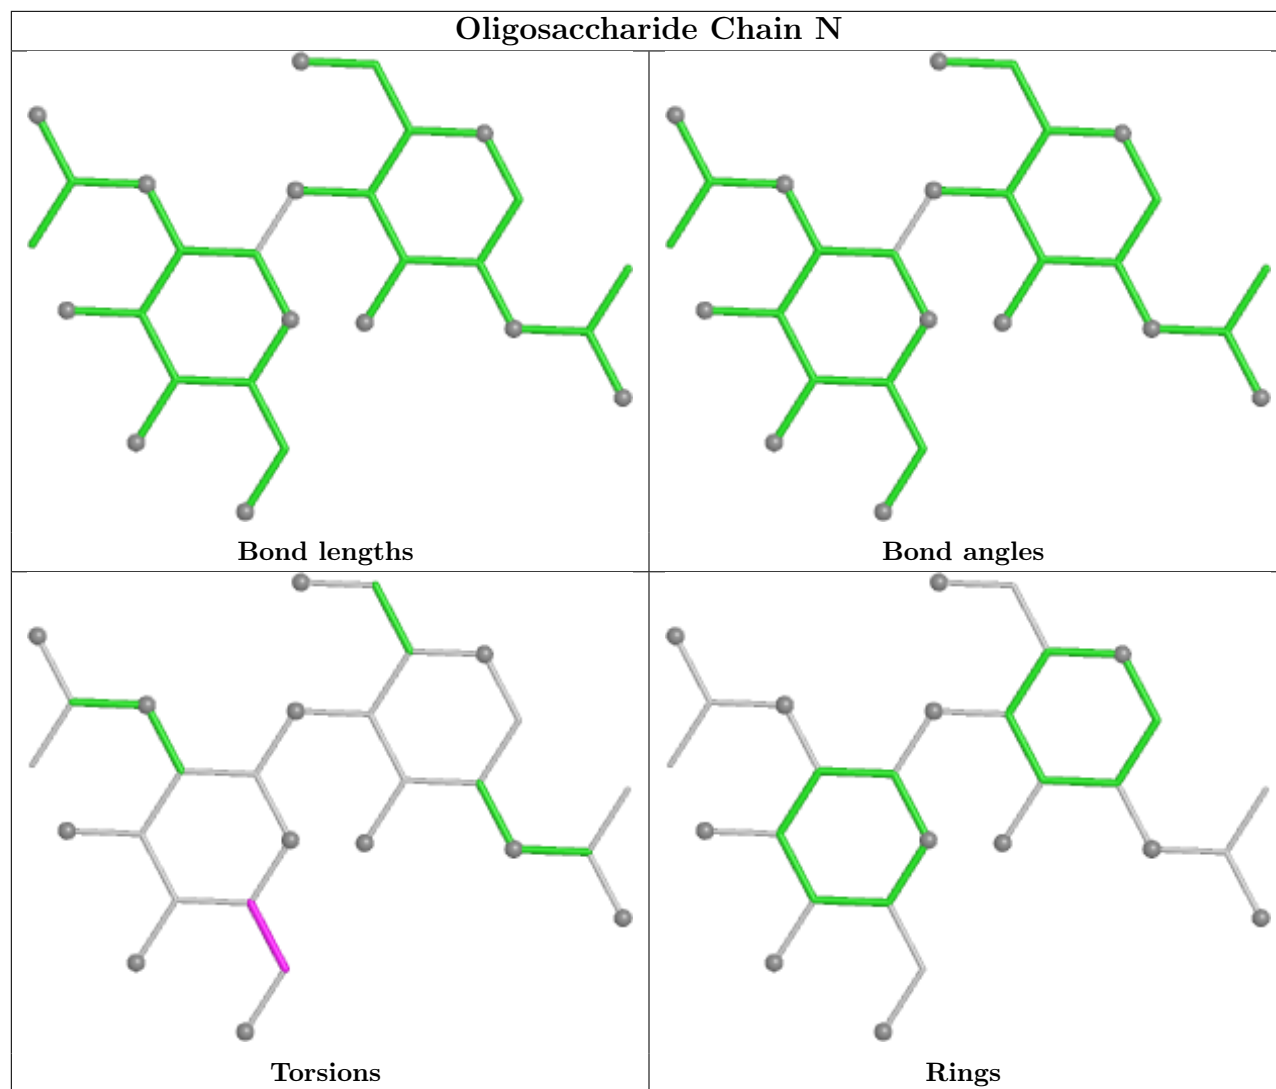 Oligosaccharide Chain N
Bond lengths
Bond angles
Torsions
Rings